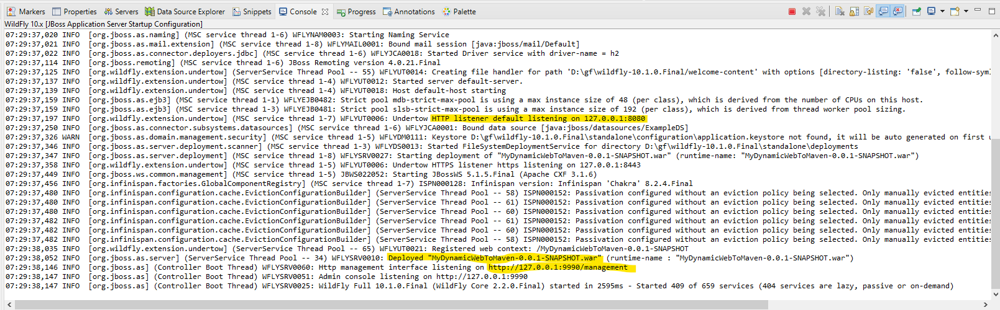 Markers Properties Servers Data Source Explorer Snippets Console Progress Annotations Palette
WildFly 10.x [JBoss Application Server Startup Configuration]
07:29:37,020 INFO  [org.jboss.as.naming] (MSC service thread 1-6) WFLYNAM0003: Starting Naming Service
07:29:37,021 INFO  [org.jboss.as.mail.extension] (MSC service thread 1-8) WFLYMAIL0001: Bound mail session [java:jboss/mail/Default]
07:29:37,022 INFO  [org.jboss.as.connector.deployers.jdbc] (MSC service thread 1-6) WFLYJCA0018: Started Driver service with driver-name = h2
07:29:37,114 INFO  [org.jboss.remoting] (MSC service thread 1-6) JBoss Remoting version 4.0.21.Final
07:29:37,125 INFO  [org.wildfly.extension.undertow] (ServerService Thread Pool -- 55) WFLYUT0014: Creating file handler for path 'D:\gf\wildfly-10.1.0.Final/welcome-content' with options [directory-listing: 'false', follow-syml
07:29:37,137 INFO  [org.wildfly.extension.undertow] (MSC service thread 1-4) WFLYUT0012: Started server default-server.
07:29:37,139 INFO  [org.wildfly.extension.undertow] (MSC service thread 1-4) WFLYUT0018: Host default-host starting
07:29:37,159 INFO  [org.jboss.as.ejb3] (MSC service thread 1-1) WFLYEJB0482: Strict pool mdb-strict-max-pool is using a max instance size of 48 (per class), which is derived from the number of CPUs on this host.
07:29:37,159 INFO  [org.jboss.as.ejb3] (MSC service thread 1-3) WFLYEJB0481: Strict pool slsb-strict-max-pool is using a max instance size of 192 (per class), which is derived from thread worker pool sizing.
07:29:37,197 INFO  [org.wildfly.extension.undertow] (MSC service thread 1-7) WFLYUT0006: Undertow HTTP listener default listening on 127.0.0.1:8080
07:29:37,250 INFO  [org.jboss.as.connector.subsystems.datasources] (MSC service thread 1-6) WFLYJCA0001: Bound data source [java:jboss/datasources/ExampleDS]
07:29:37,326 WARN  [org.jboss.as.domain.management.security] (MSC service thread 1-5) WFLYDM0111: Keystore D:\gf\wildfly-10.1.0.Final\standalone\configuration\application.keystore not found, it will be auto generated on first u
07:29:37,346 INFO  [org.jboss.as.server.deployment.scanner] (MSC service thread 1-3) WFLYDS0013: Started FileSystemDeploymentService for directory D:\gf\wildfly-10.1.0.Final\standalone\deployments
07:29:37,347 INFO  [org.jboss.as.server.deployment] (MSC service thread 1-8) WFLYSRV0027: Starting deployment of "MyDynamicWebToMaven-0.0.1-SNAPSHOT.war" (runtime-name: "MyDynamicWebToMaven-0.0.1-SNAPSHOT.war")
07:29:37,358 INFO  [org.wildfly.extension.undertow] (MSC service thread 1-5) WFLYUT0006: Undertow HTTPS listener https listening on 127.0.0.1:8443
07:29:37,449 INFO  [org.jboss.ws.common.management] (MSC service thread 1-5) JBWS022052: Starting JBossWS 5.1.5.Final (Apache CXF 3.1.6)
07:29:37,456 INFO  [org.infinispan.factories.GlobalComponentRegistry] (MSC service thread 1-7) ISPN000128: Infinispan version: Infinispan 'Chakra' 8.2.4.Final
07:29:37,480 INFO  [org.infinispan.configuration.cache.EvictionConfigurationBuilder] (ServerService Thread Pool -- 58) ISPN000152: Passivation configured without an eviction policy being selected. Only manually evicted entities
07:29:37,480 INFO  [org.infinispan.configuration.cache.EvictionConfigurationBuilder] (ServerService Thread Pool -- 61) ISPN000152: Passivation configured without an eviction policy being selected. Only manually evicted entities
07:29:37,480 INFO  [org.infinispan.configuration.cache.EvictionConfigurationBuilder] (ServerService Thread Pool -- 60) ISPN000152: Passivation configured without an eviction policy being selected. Only manually evicted entities
07:29:37,482 INFO  [org.infinispan.configuration.cache.EvictionConfigurationBuilder] (ServerService Thread Pool -- 61) ISPN000152: Passivation configured without an eviction policy being selected. Only manually evicted entities
07:29:37,482 INFO  [org.infinispan.configuration.cache.EvictionConfigurationBuilder] (ServerService Thread Pool -- 60) ISPN000152: Passivation configured without an eviction policy being selected. Only manually evicted entities
07:29:37,482 INFO  [org.infinispan.configuration.cache.EvictionConfigurationBuilder] (ServerService Thread Pool -- 58) ISPN000152: Passivation configured without an eviction policy being selected. Only manually evicted entities
07:29:38,035 INFO  [org.wildfly.extension.undertow] (ServerService Thread Pool -- 65) WFLYUT0021: Registered web context: /MyDynamicWebToMaven-0.0.1-SNAPSHOT
07:29:38,052 INFO  [org.jboss.as.server] (ServerService Thread Pool -- 34) WFLYSRV0010: Deployed "MyDynamicWebToMaven-0.0.1-SNAPSHOT.war" (runtime-name : "MyDynamicWebToMaven-0.0.1-SNAPSHOT.war")
07:29:38,146 INFO  [org.jboss.as] (Controller Boot Thread) WFLYSRV0060: Http management interface listening on http://127.0.0.1:9990/management
07:29:38,147 INFO  [org.jboss.as] (Controller Boot Thread) WFLYSRV0051: Admin console listening on http://127.0.0.1:9990
07:29:38,147 INFO  [org.jboss.as] (Controller Boot Thread) WFLYSRV0025: WildFly Full 10.1.0.Final (WildFly Core 2.2.0.Final) started in 2595ms - Started 409 of 659 services (404 services are lazy, passive or on-demand)